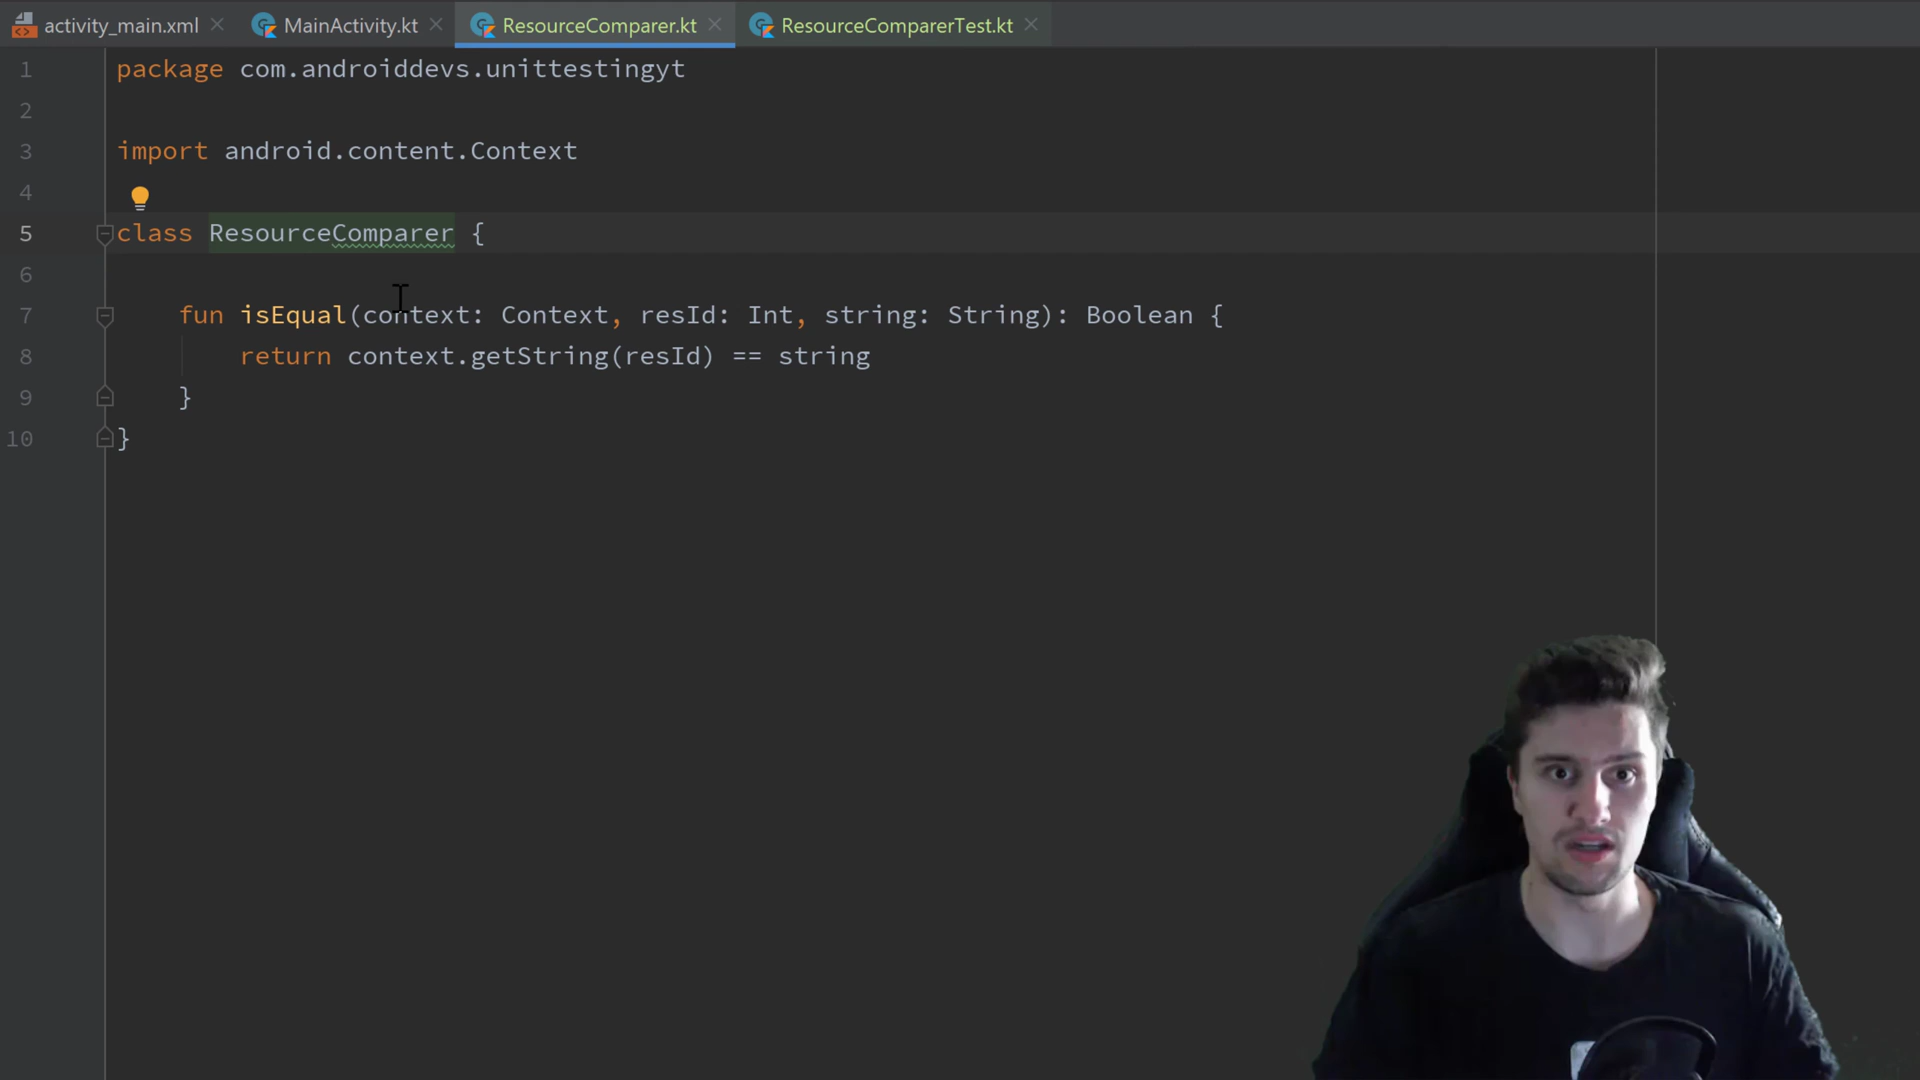 activity_main.xml MainActivity.kt ResourceComparer.kt ResourceComparerTest.kt
1 package com.androiddevs.unittestingyt
2
3 import android.content.Context
4
5 class ResourceComparer {
6
7 fun isEqual(context: Context, resId: Int, string: String): Boolean {
8 return context.getString(resId) == string
9 }
10 }